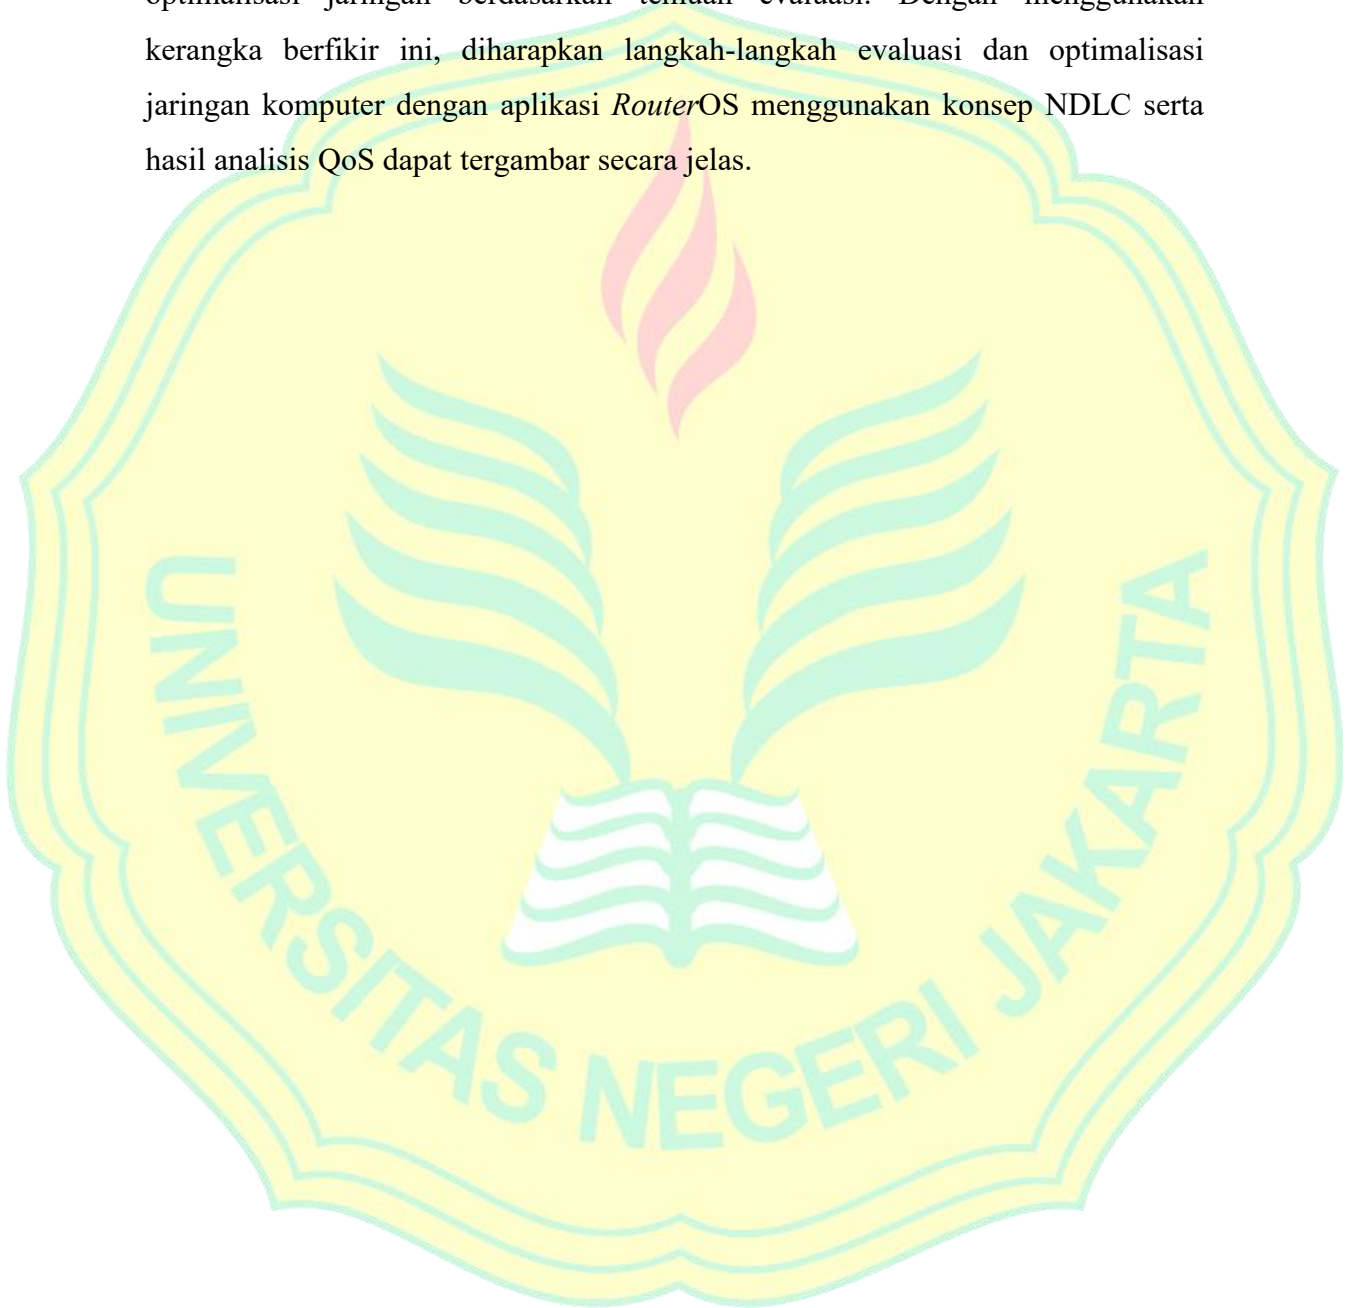 optimalisasi jaringan berdasarkan temuan evaluasi. Dengan menggunakan
kerangka berfikir ini, diharapkan langkah-langkah evaluasi dan optimalisasi
jaringan komputer dengan aplikasi RouterOS menggunakan konsep NDLC serta
hasil analisis QoS dapat tergambar secara jelas.
UNIVERSITAS NEGERI JAKARTA